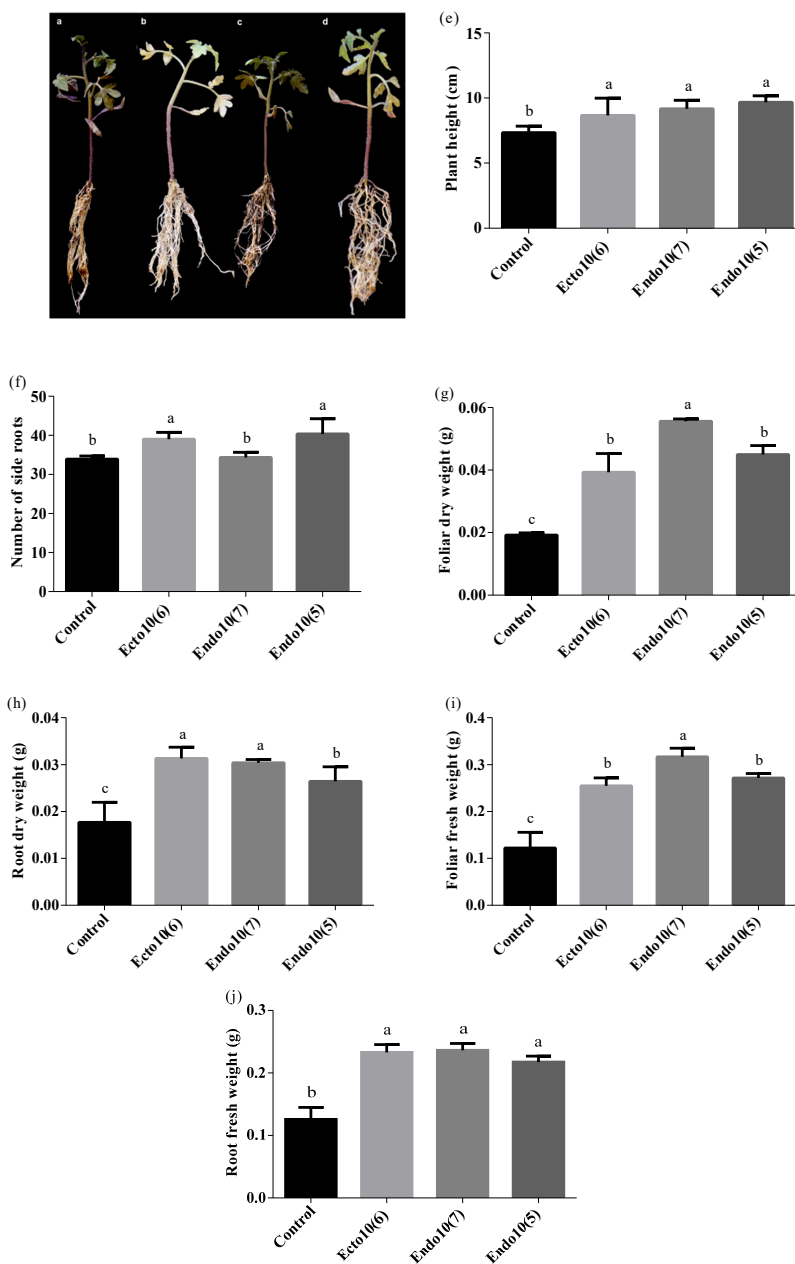 a b c d
(e)
Plant height (cm)
15
10
5
0
b a a a
Control Ecto10(6) Endo10(7) Endo10(5)
(f)
Number of side roots
50
40
30
20
10
0
b a b a
Control Ecto10(6) Endo10(7) Endo10(5)
(g)
Foliar dry weight (g)
0.06
0.04
0.02
0.00
c b a b
Control Ecto10(6) Endo10(7) Endo10(5)
(h)
Root dry weight (g)
0.04
0.03
0.02
0.01
0.00
c a a b
Control Ecto10(6) Endo10(7) Endo10(5)
(i)
Foliar fresh weight (g)
0.4
0.3
0.2
0.1
0.0
c b a b
Control Ecto10(6) Endo10(7) Endo10(5)
(j)
Root fresh weight (g)
0.3
0.2
0.1
0.0
b a a a
Control Ecto10(6) Endo10(7) Endo10(5)